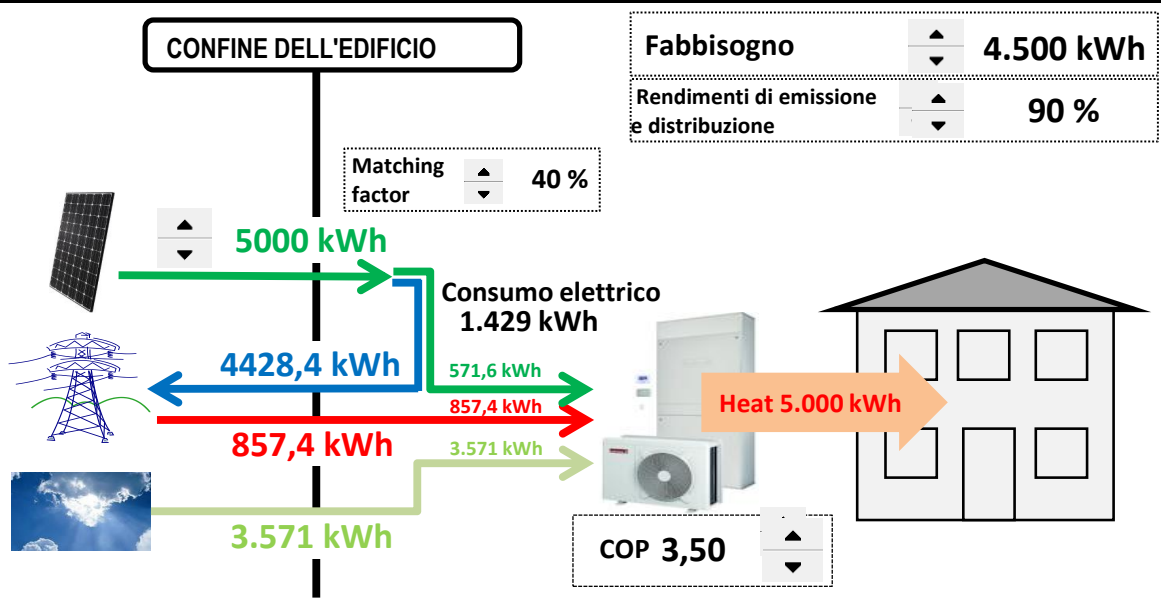 CONFINE DELL'EDIFICIO
Fabbisogno 4.500 kWh
Rendimenti di emissione
e distribuzione 90 %
Matching
factor 40 %
5000 kWh
Consumo elettrico
1.429 kWh
4428,4 kWh
571,6 kWh
857,4 kWh
857,4 kWh
Heat 5.000 kWh
3.571 kWh
3.571 kWh
COP 3,50